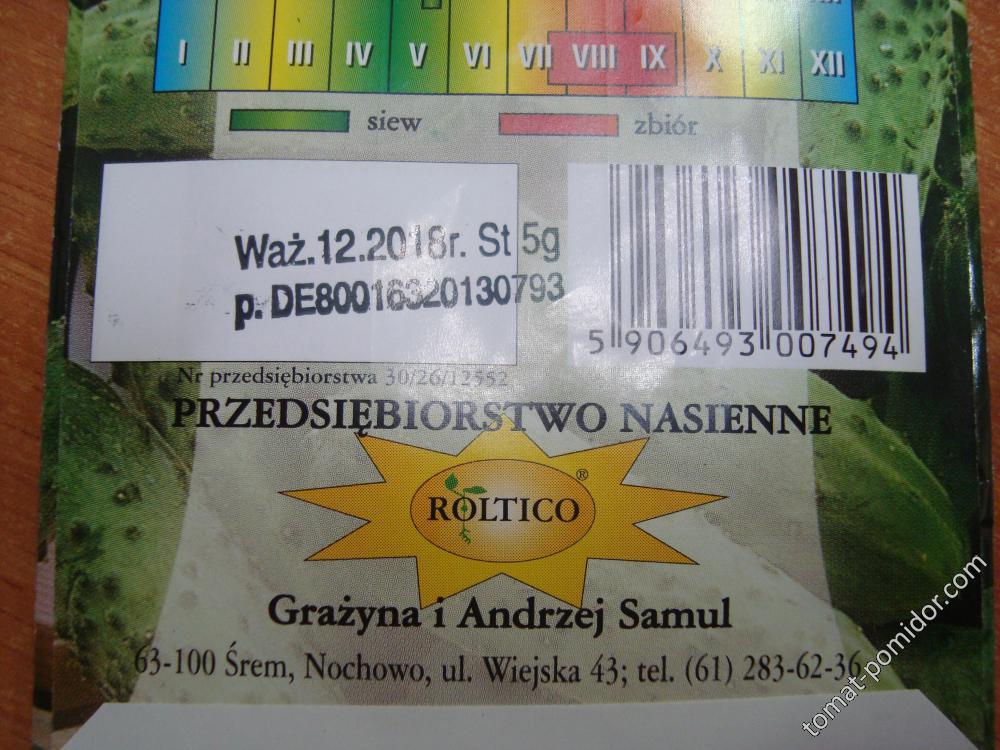 I II III IV V VI VII VIII IX X XI XII
siew zbiór
Waż.12.2018r. St 5g
p. DE80016320130793
5 906493 007494
Nr przedsiębiorstwa 30/26/12552
PRZEDSIĘBIORSTWO NASIENNE
ROLTICO ®
Grażyna i Andrzej Samul
63-100 Śrem, Nochowo, ul. Wiejska 43; tel. (61) 283-62-36
tomat-pomidor.com